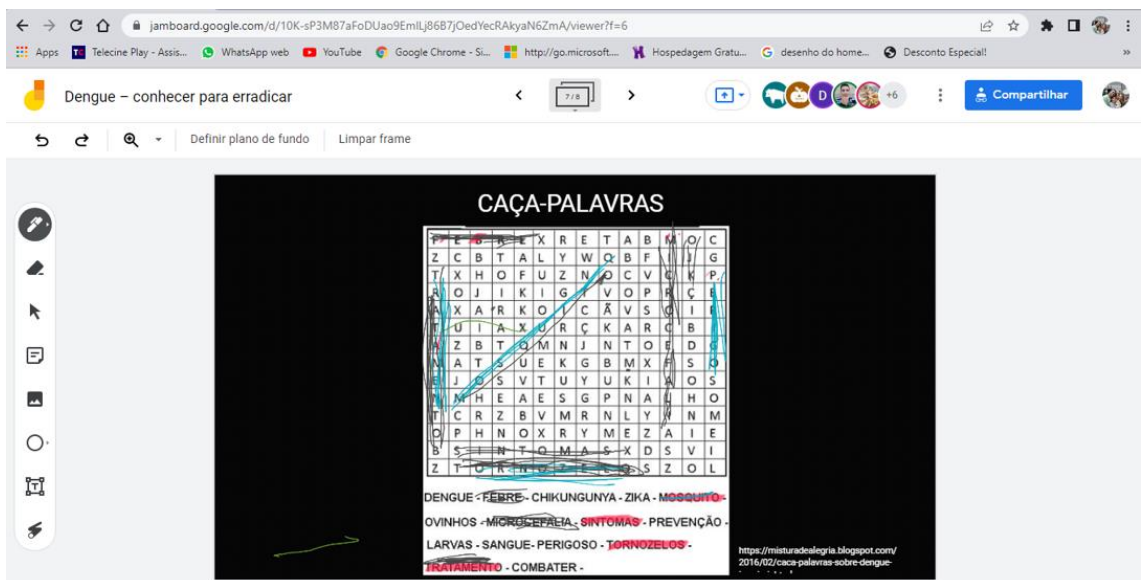 jamboard.google.com/d/10K-sP3M87aFoDUao9EmILj86B7jOedYecRAkyaN6ZmA/viewer?f=6
Apps Telecine Play - Assis... WhatsApp web YouTube Google Chrome - Si... http://go.microsoft.... Hospedagem Gratu... desenho do home... Desconto Especial! »
Dengue – conhecer para erradicar 7 / 8 D +6 Compartilhar
Definir plano de fundo Limpar frame
CAÇA-PALAVRAS
F E B R E X R E T A B M O C
Z C B T A L Y W Q B F I J G
T X H O F U Z N O C V C K P
R O J I K I G T V O P R Ç E
A X A R K O I C Ã V S O I R
T U I A X U R Ç K A R C B I
A Z B T Q M N J N T O E D G
M A T S U E K G B M X F S O
E J O S V T U Y U K I A O S
N M H E A E S G P N A L H O
T C R Z B V M R N L Y I N M
O P H N O X R Y M E Z A I E
B S I N T O M A S X D S V I
Z T O R N O Z E L O S Z O L
DENGUE - FEBRE - CHIKUNGUNYA - ZIKA - MOSQUITO -
OVINHOS - MICROCEFALIA - SINTOMAS - PREVENÇÃO -
LARVAS - SANGUE- PERIGOSO - TORNOZELOS -
TRATAMENTO - COMBATER -
https://misturadealegria.blogspot.com/
2016/02/caca-palavras-sobre-dengue-